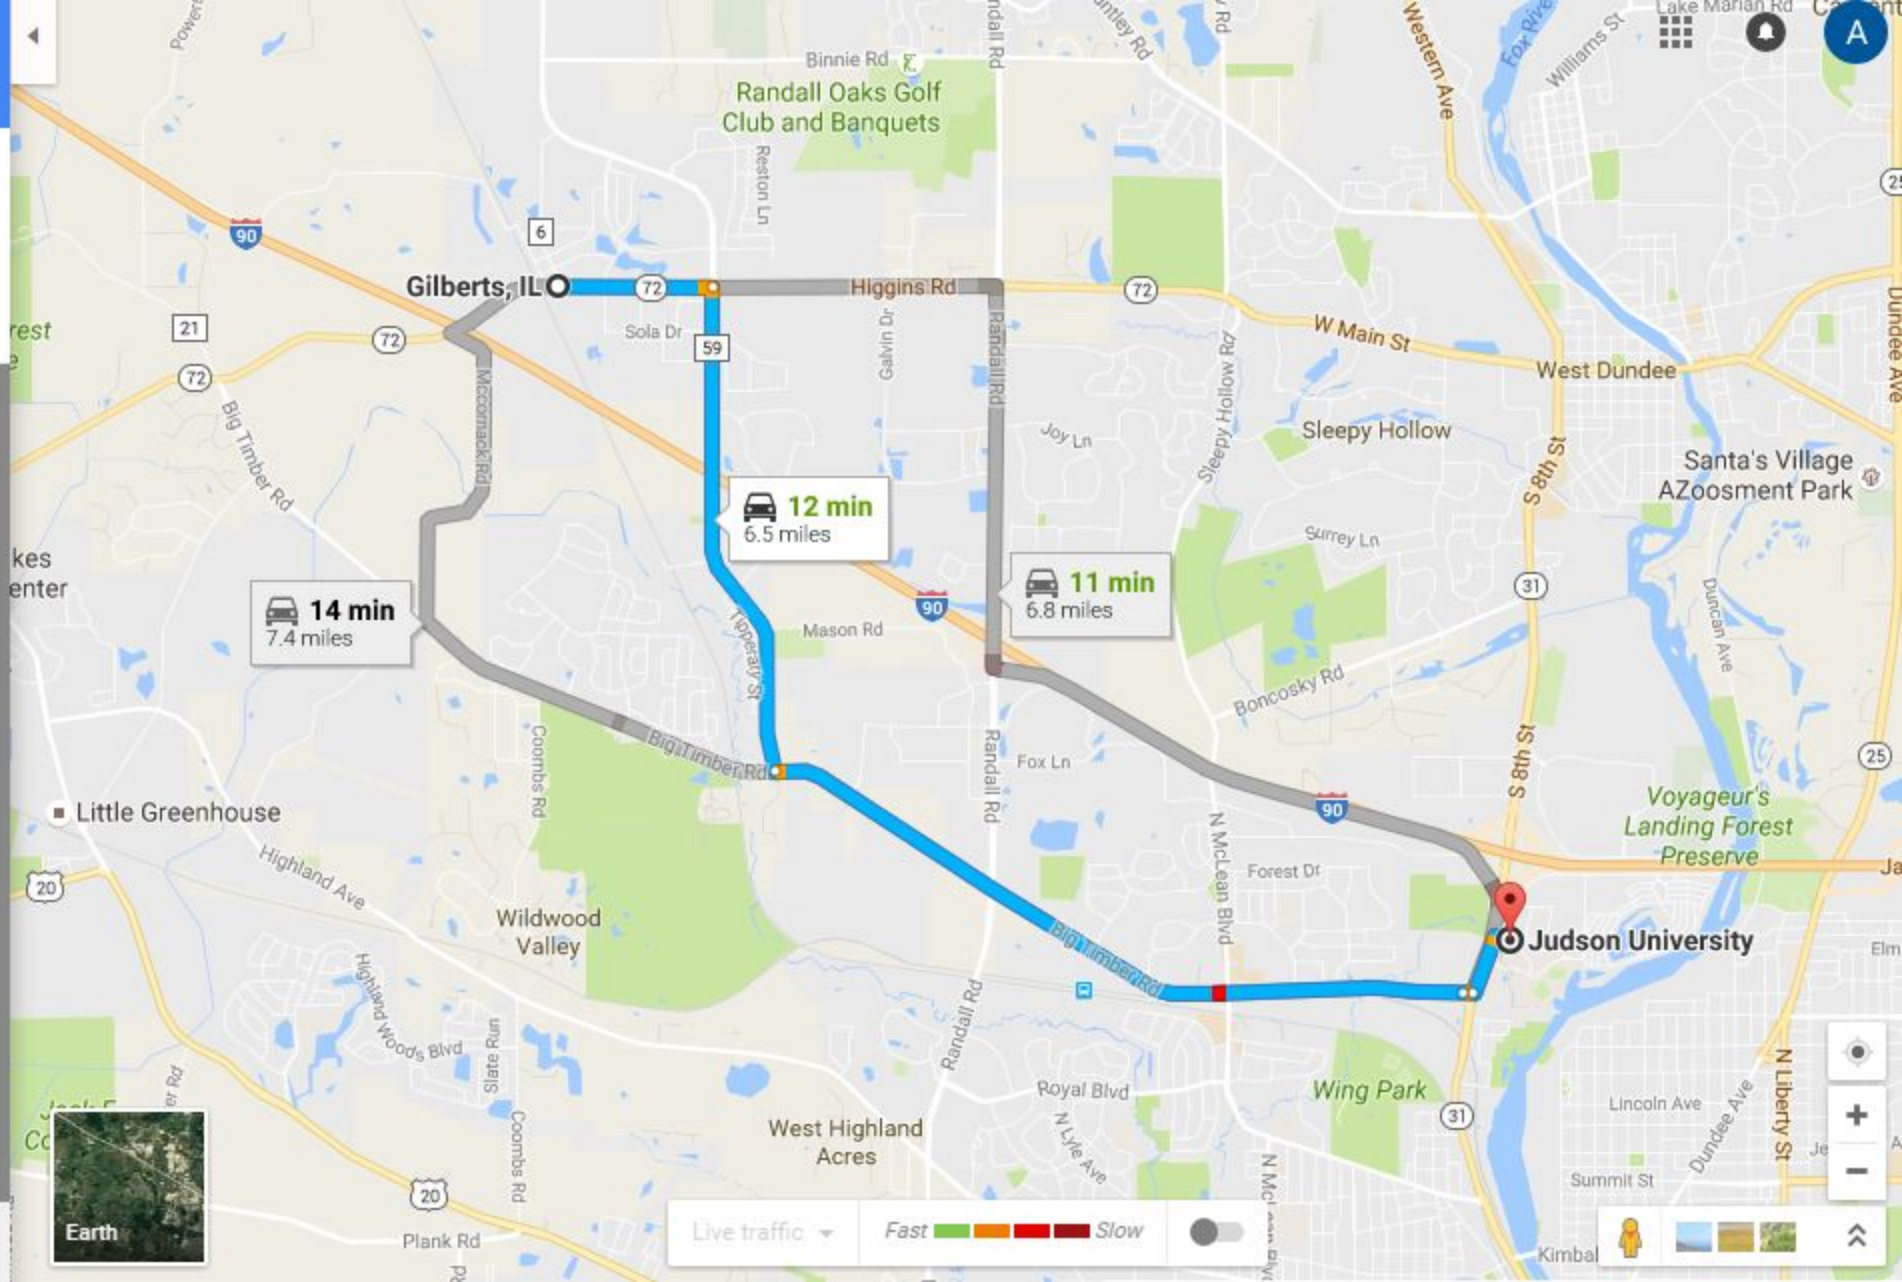 Fox River
Lake Marian Rd
Williams St
A
Western Ave
Binnie Rd
Randall Oaks Golf
Club and Banquets
Reston Ln
90
6
Gilberts, IL
72
Higgins Rd
72
W Main St
West Dundee
21
72
72
Sola Dr
59
Galvin Dr
Randall Rd
Sleepy Hollow Rd
Dundee Ave
Mccornack Rd
Big Timber Rd
Joy Ln
Sleepy Hollow
S 8th St
Santa's Village
AZoosment Park
12 min
6.5 miles
Surrey Ln
11 min
6.8 miles
90
31
Duncan Ave
14 min
7.4 miles
Tipperary St
Mason Rd
Boncosky Rd
Coombs Rd
Big Timber Rd
Randall Rd
Fox Ln
S 8th St
25
90
Voyageur's
Landing Forest
Preserve
Little Greenhouse
Highland Ave
N McLean Blvd
Forest Dr
20
Wildwood
Valley
Big Timber Rd
Judson University
Highland Woods Blvd
Slate Run
Randall Rd
Royal Blvd
Wing Park
N Lyle Ave
31
Lincoln Ave
Dundee Ave
N Liberty St
West Highland
Acres
Coombs Rd
Summit St
20
Plank Rd
Earth
Live traffic
Fast
Slow